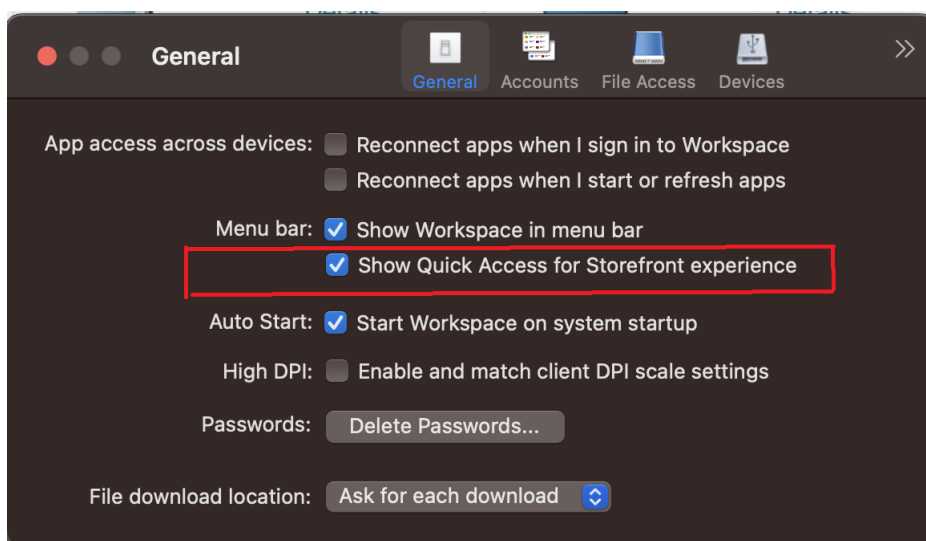 General
General Accounts File Access Devices
App access across devices: Reconnect apps when I sign in to Workspace
Reconnect apps when I start or refresh apps
Menu bar: Show Workspace in menu bar
Show Quick Access for Storefront experience
Auto Start: Start Workspace on system startup
High DPI: Enable and match client DPI scale settings
Passwords: Delete Passwords...
File download location: Ask for each download